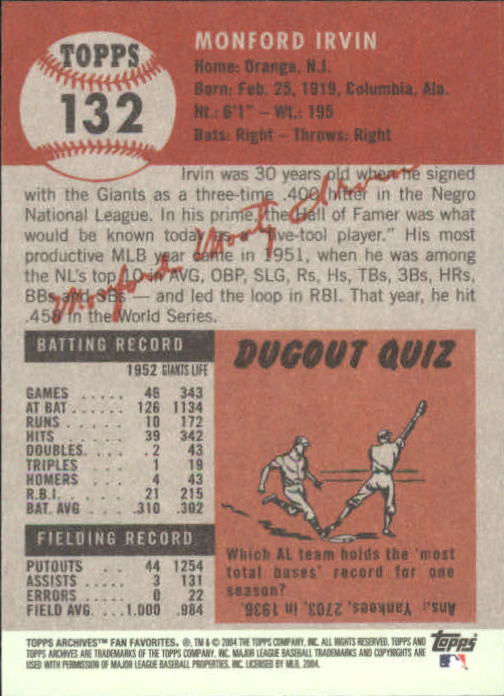 TOPPS
132
MONFORD IRVIN
Home: Orange, N.J.
Born: Feb. 25, 1919, Columbia, Ala.
Ht.: 6'1" – Wt.: 195
Bats: Right – Throws: Right
Irvin was 30 years old when he signed
with the Giants as a three-time .400 hitter in the Negro
National League. In his prime, the Hall of Famer was what
would be known today as a "five-tool player." His most
productive MLB year came in 1951, when he was among
the NL's top 10 in AVG, OBP, SLG, Rs, Hs, TBs, 3Bs, HRs,
BBs and SBs — and led the loop in RBI. That year, he hit
.458 in the World Series.
Monford Monty Irvin
BATTING RECORD
1952 GIANTS LIFE
GAMES ..... 46 343
AT BAT ...... 126 1134
RUNS ..... 10 172
HITS ..... 39 342
DOUBLES. .... 2 43
TRIPLES .... 1 19
HOMERS .... 4 43
R.B.I. ..... 21 215
BAT. AVG .... .310 .302
FIELDING RECORD
PUTOUTS .... 44 1254
ASSISTS .... 3 131
ERRORS .... 0 22
FIELD AVG. ...1.000 .984
DUGOUT QUIZ
Which AL team holds the 'most
total bases' record for one
season?
Ans.: Yankees, 2703, in 1936.
TOPPS ARCHIVES™ FAN FAVORITES. ®, TM & © 2004 THE TOPPS COMPANY, INC. ALL RIGHTS RESERVED. TOPPS AND
TOPPS ARCHIVES ARE TRADEMARKS OF THE TOPPS COMPANY, INC. MAJOR LEAGUE BASEBALL TRADEMARKS AND COPYRIGHTS ARE
USED WITH PERMISSION OF MAJOR LEAGUE BASEBALL PROPERTIES, INC. LICENSED BY MLB, 2004.
Topps